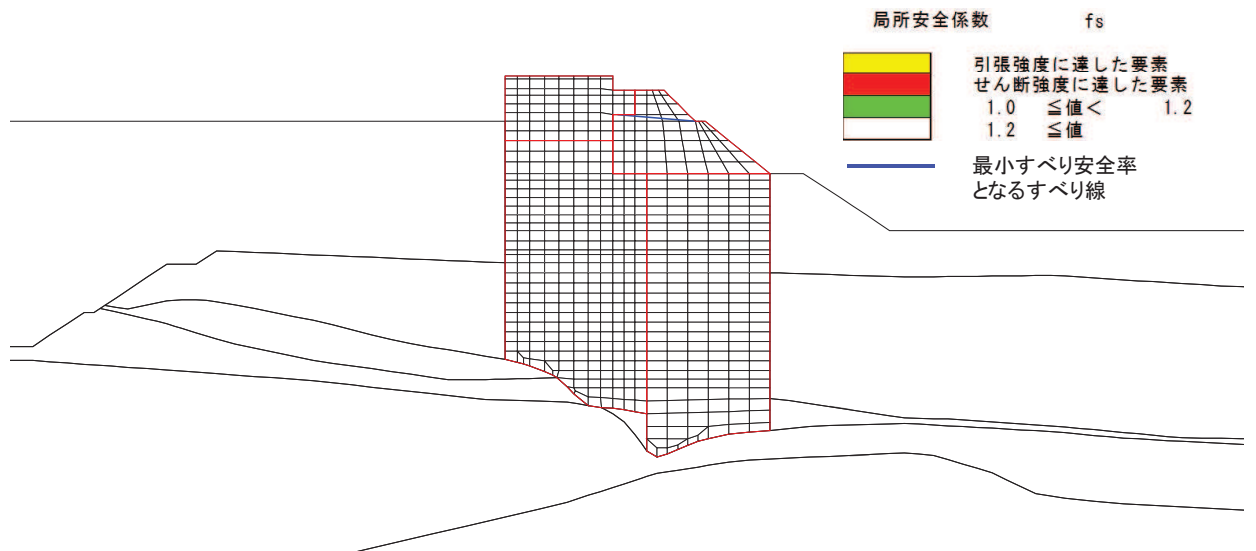 局所安全係数 fs
引張強度に達した要素
せん断強度に達した要素
1.0 ≦値< 1.2
1.2 ≦値
最小すべり安全率
となるすべり線